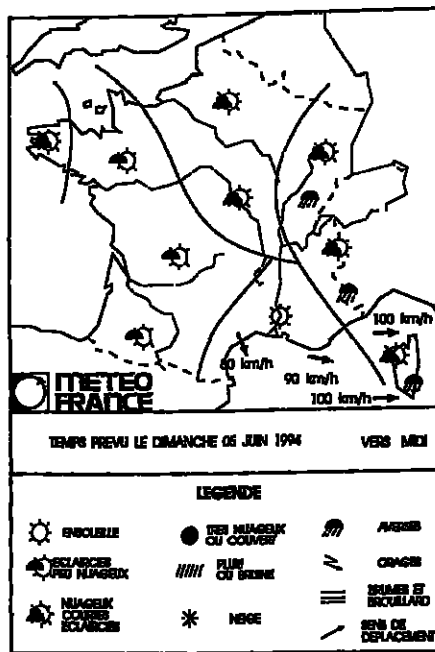 100 km/h
80 km/h
90 km/h
100 km/h
METEO
FRANCE
TEMPS PREVU LE DIMANCHE 05 JUIN 1994 VERS MIDI
LEGENDE
ENSOLEILLE
TRES NUAGEUX
OU COUVERT
AVERSES
ECLAIRCIES
PEU NUAGEUX
PLUIE
OU BRUINE
ORAGES
BRUMES ET
BROUILLARD
NUAGEUX
COURTES
ECLAIRCIES
NEIGE
SENS DE
DEPLACEMENT